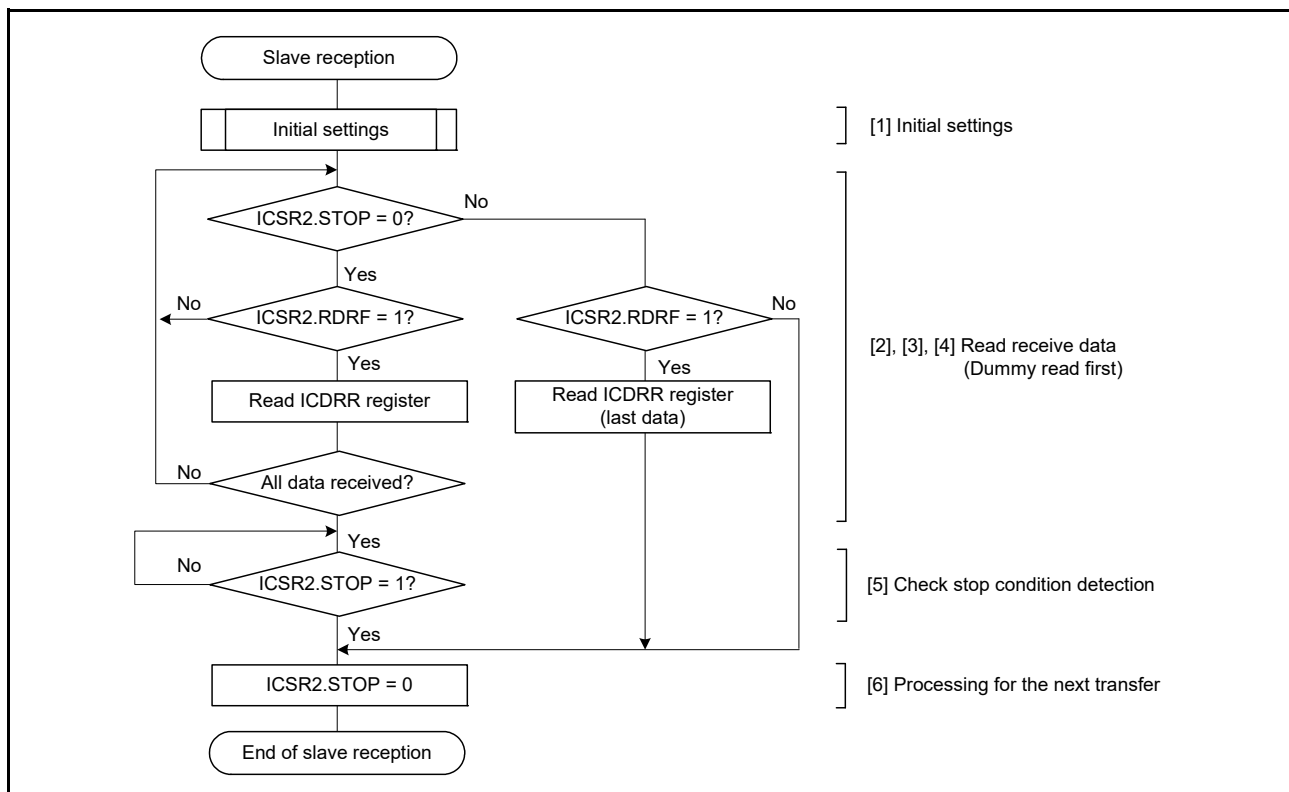 Slave reception
Initial settings
[1] Initial settings
ICSR2.STOP = 0?
No
Yes
No
ICSR2.RDRF = 1?
ICSR2.RDRF = 1?
No
[2], [3], [4] Read receive data
(Dummy read first)
Yes
Yes
Read ICDRR register
Read ICDRR register
(last data)
No
All data received?
Yes
No
ICSR2.STOP = 1?
[5] Check stop condition detection
Yes
ICSR2.STOP = 0
[6] Processing for the next transfer
End of slave reception